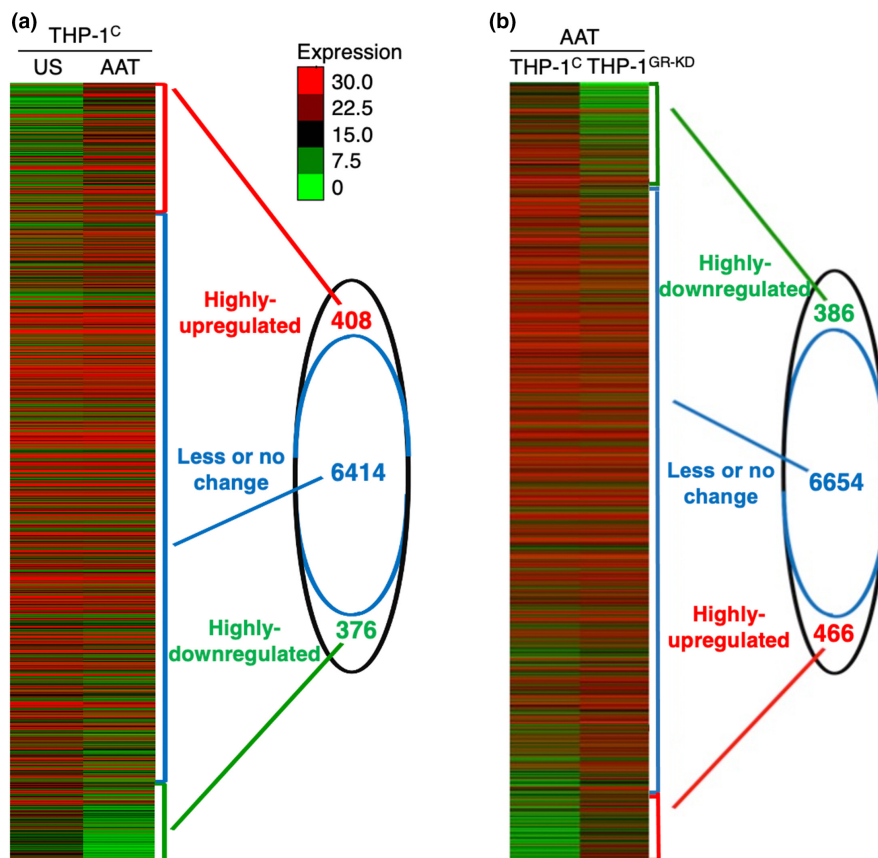 (a)
THP-1ᶜ
US AAT
Expression
30.0
22.5
15.0
7.5
0
Highly-
upregulated
408
Less or no
change
6414
Highly-
downregulated
376
(b)
AAT
THP-1ᶜ THP-1ᴳᴿ⁻ᴷᴰ
Highly-
downregulated
386
Less or no
change
6654
Highly-
upregulated
466